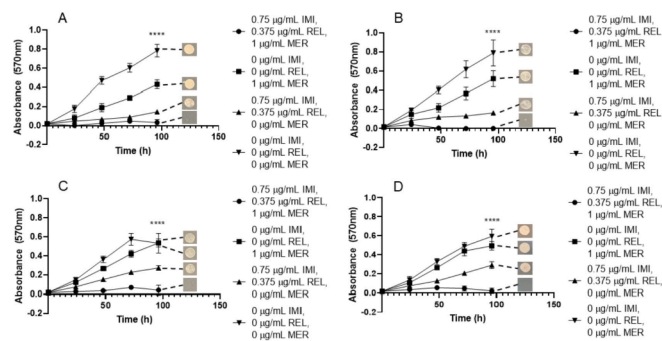 A
Absorbance (570nm)
1.0
0.8
0.6
0.4
0.2
0.0
-0.2
50
100
150
Time (h)
****
0.75 µg/mL IMI,
0.375 µg/mL REL,
1 µg/mL MER
0 µg/mL IMI,
0 µg/mL REL,
1 µg/mL MER
0.75 µg/mL IMI,
0.375 µg/mL REL,
0 µg/mL MER
0 µg/mL IMI,
0 µg/mL REL,
0 µg/mL MER
B
Absorbance (570nm)
1.0
0.8
0.6
0.4
0.2
0.0
-0.2
50
100
150
Time (h)
****
0.75 µg/mL IMI,
0.375 µg/mL REL,
1 µg/mL MER
0 µg/mL IMI,
0 µg/mL REL,
1 µg/mL MER
0.75 µg/mL IMI,
0.375 µg/mL REL,
0 µg/mL MER
0 µg/mL IMI,
0 µg/mL REL,
0 µg/mL MER
C
Absorbance (570nm)
1.0
0.8
0.6
0.4
0.2
0.0
-0.2
50
100
150
Time (h)
****
0.75 µg/mL IMI,
0.375 µg/mL REL,
1 µg/mL MER
0 µg/mL IMI,
0 µg/mL REL,
1 µg/mL MER
0.75 µg/mL IMI,
0.375 µg/mL REL,
0 µg/mL MER
0 µg/mL IMI,
0 µg/mL REL,
0 µg/mL MER
D
Absorbance (570nm)
1.0
0.8
0.6
0.4
0.2
0.0
-0.2
50
100
150
Time (h)
****
0.75 µg/mL IMI,
0.375 µg/mL REL,
1 µg/mL MER
0 µg/mL IMI,
0 µg/mL REL,
1 µg/mL MER
0.75 µg/mL IMI,
0.375 µg/mL REL,
0 µg/mL MER
0 µg/mL IMI,
0 µg/mL REL,
0 µg/mL MER